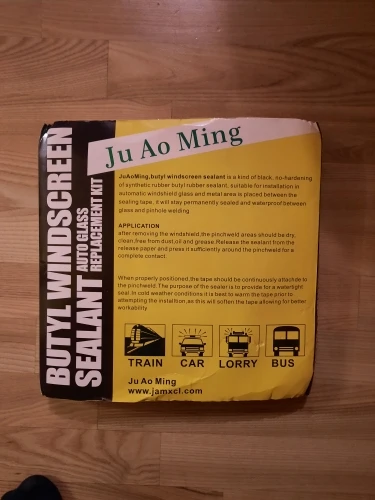 BUTYL WINDSCREEN
SEALANT AUTO GLASS
REPLACEMENT KIT
Ju Ao Ming
JuAoMing,butyl windscreen sealant is a kind of black, no-hardening
of synthetic rubber butyl rubber sealant, suitable for installation in
automatic windshield glass and metal area is placed between the
sealing tape, it will stay permanently sealed and waterproof between
glass and pinhole welding.
APPLICATION
after removing the windshield,the pinchweld areas should be dry,
clean,free from dust,oil and grease.Release the sealant from the
release paper and press it sufficiently around the pinchweld for a
complete contact.
When properly positioned,the tape should be continuously attachde to
the pinchweld.The purpose of the sealer is to provide for a watertight
seal.In cold weather conditions it is best to warm the tape prior to
attempting the installtion,as this will soften the tape allowing for better
workability.
TRAIN CAR LORRY BUS
Ju Ao Ming
www.jamxcl.com